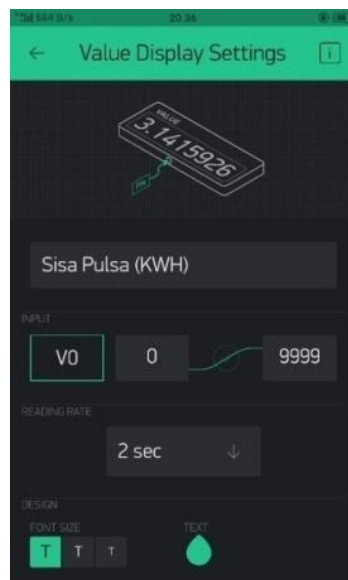 20.36
← Value Display Settings i
VALUE
3.1415926
PIN
Sisa Pulsa (KWH)
INPUT
V0 0 9999
READING RATE
2 sec ↓
DESIGN
FONT SIZE TEXT
T T T